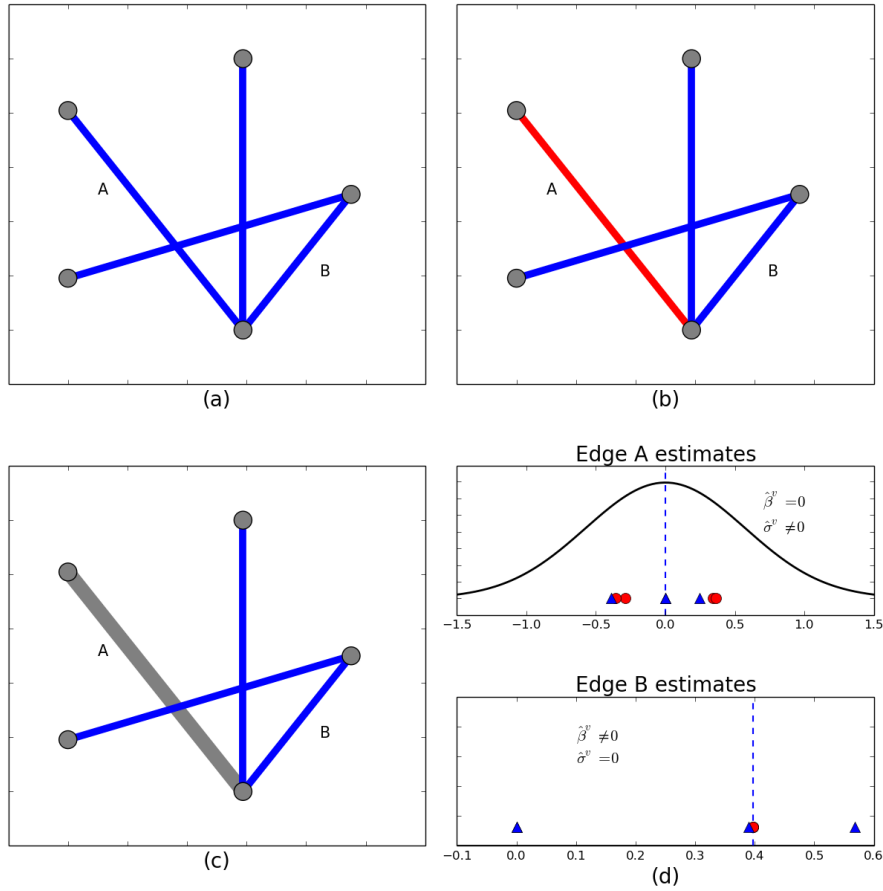 A
B
(a)
A
B
(b)
A
B
(c)
Edge A estimates
β̂ᵛ =0
σ̂ᵛ ≠0
−1.5 −1.0 −0.5 0.0 0.5 1.0 1.5
Edge B estimates
β̂ᵛ ≠0
σ̂ᵛ =0
−0.1 0.0 0.1 0.2 0.3 0.4 0.5 0.6
(d)